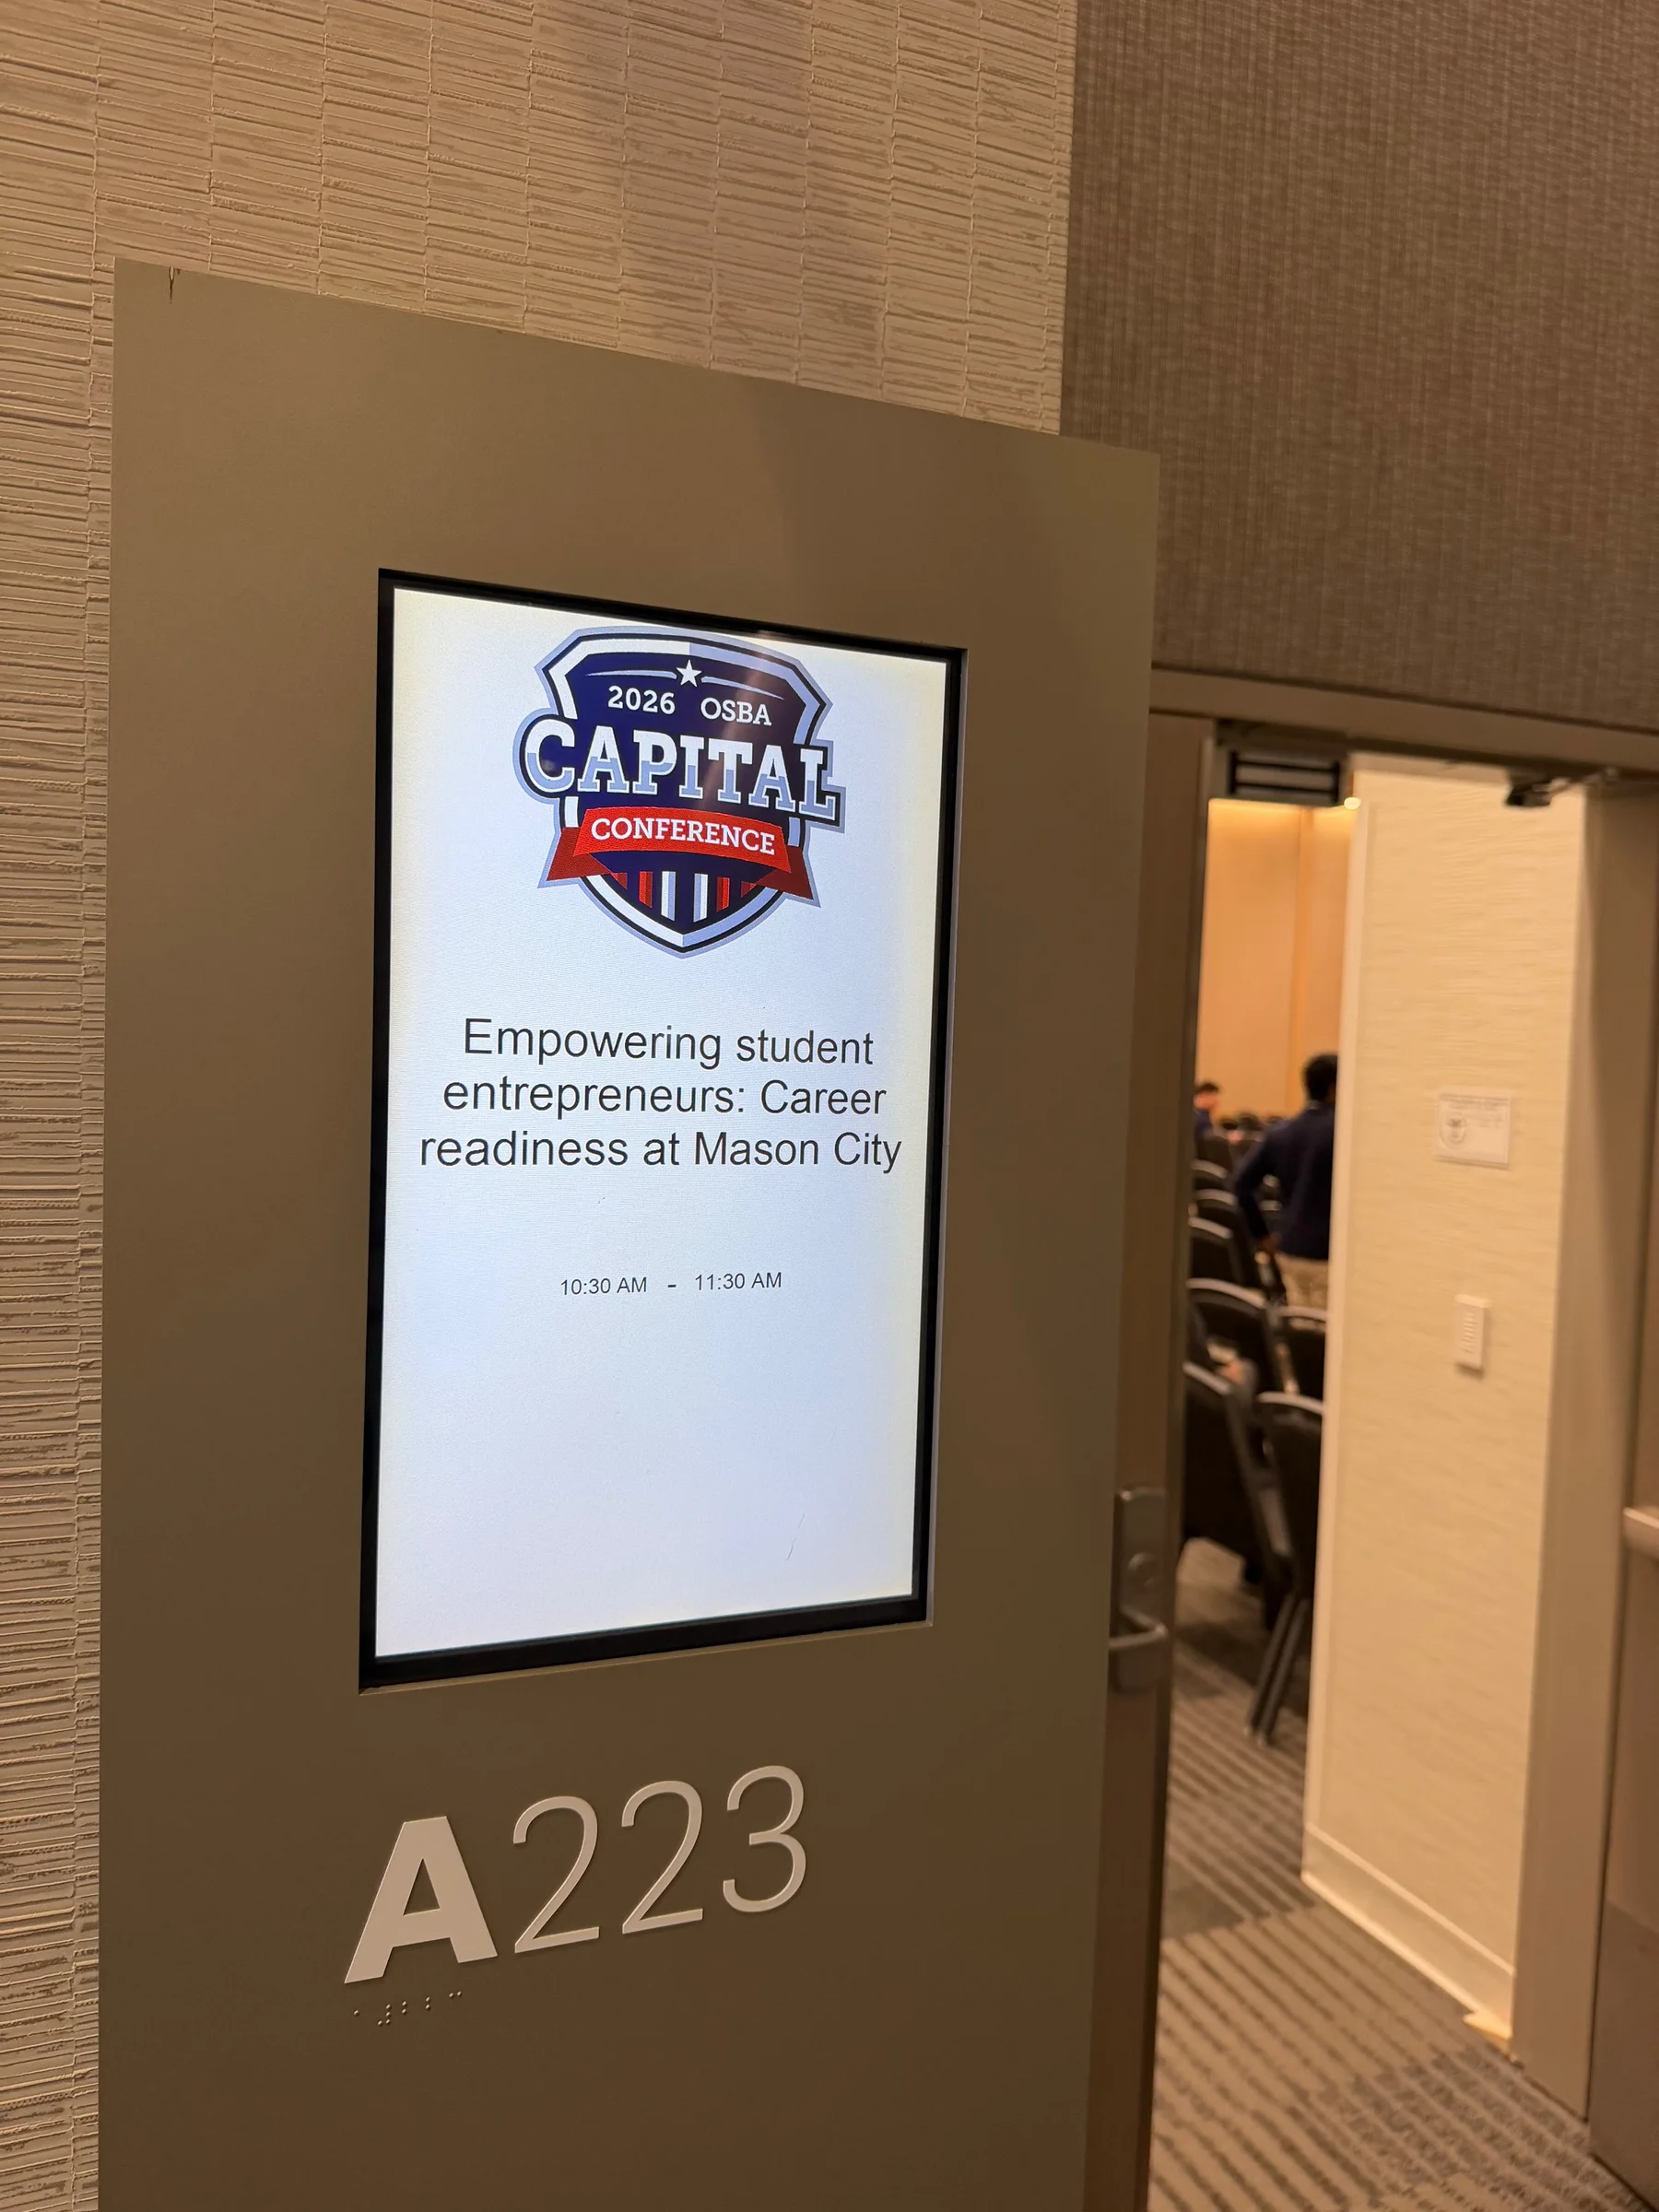 2026 OSBA
CAPITAL
CONFERENCE
Empowering student
entrepreneurs: Career
readiness at Mason City
10:30 AM - 11:30 AM
A223